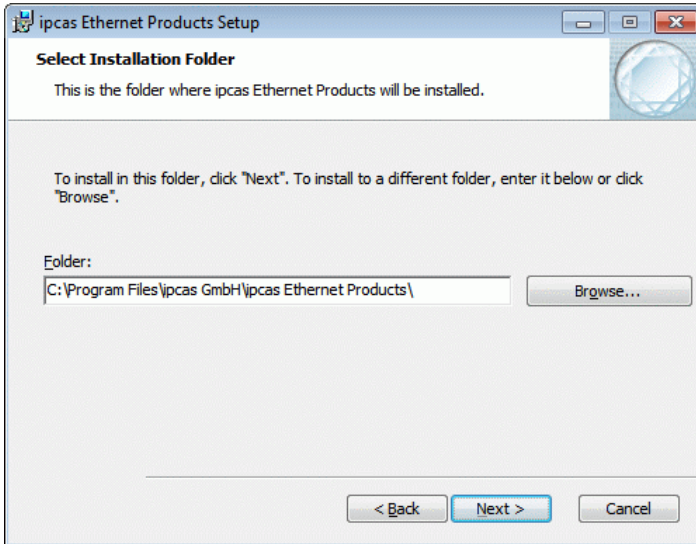 ipcas Ethernet Products Setup
Select Installation Folder
This is the folder where ipcas Ethernet Products will be installed.
To install in this folder, click "Next". To install to a different folder, enter it below or click
"Browse".
Folder:
C:\Program Files\ipcas GmbH\ipcas Ethernet Products\
Browse...
< Back
Next >
Cancel